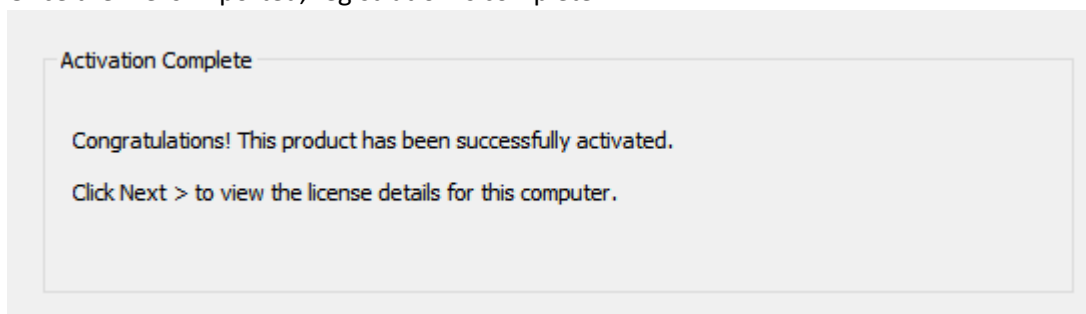 Activation Complete
Congratulations! This product has been successfully activated.
Click Next > to view the license details for this computer.